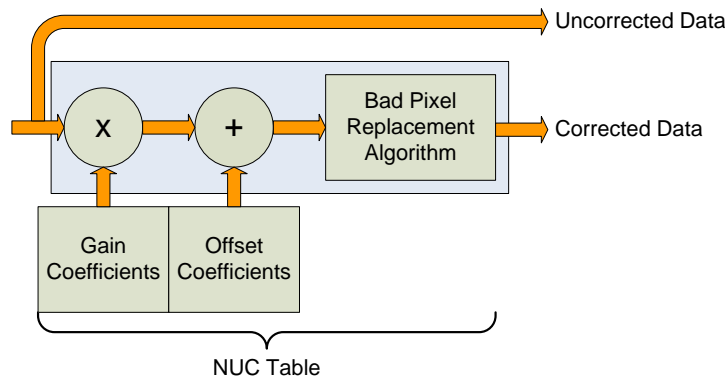 Uncorrected Data
X
+
Bad Pixel
Replacement
Algorithm
Corrected Data
Gain
Coefficients
Offset
Coefficients
NUC Table